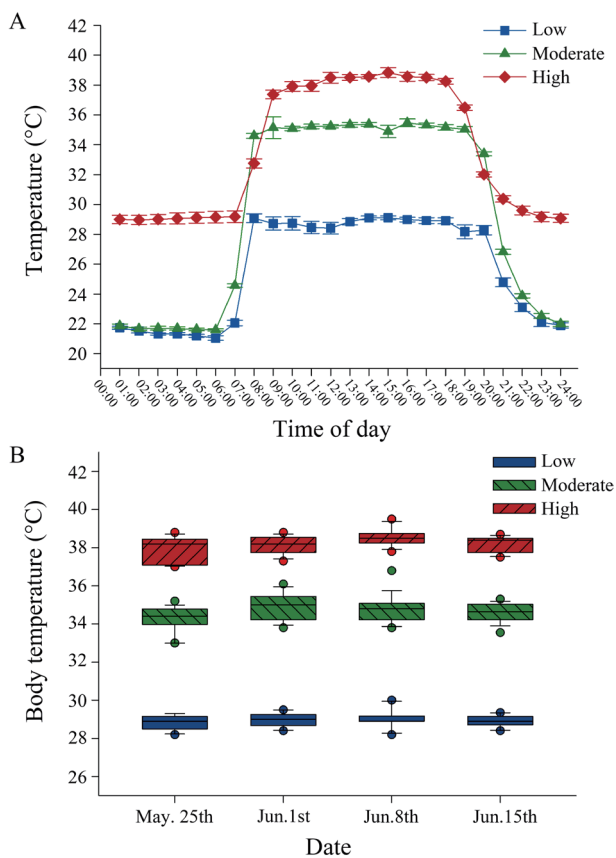 A
Low
Moderate
High
Temperature (°C)
42
40
38
36
34
32
30
28
26
24
22
20
00:00
01:00
02:00
03:00
04:00
05:00
06:00
07:00
08:00
09:00
10:00
11:00
12:00
13:00
14:00
15:00
16:00
17:00
18:00
19:00
20:00
21:00
22:00
23:00
24:00
Time of day
B
Low
Moderate
High
Body temperature (°C)
42
40
38
36
34
30
28
26
May. 25th
Jun.1st
Jun.8th
Jun.15th
Date